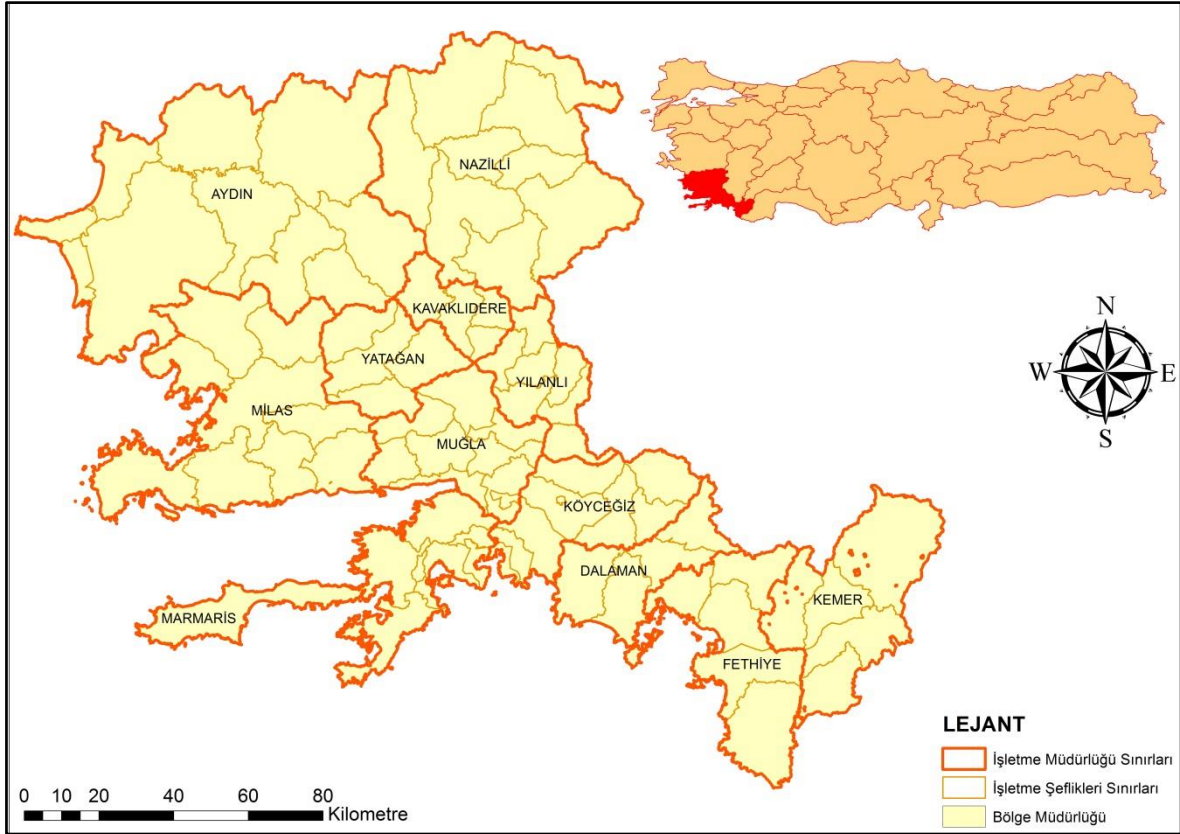 NAZİLLİ
AYDIN
KAVAKLIDERE
YATAĞAN
YILANLI
MİLAS
MUĞLA
KÖYCEĞİZ
DALAMAN
KEMER
MARMARİS
FETHİYE
N
W E
S
LEJANT
İşletme Müdürlüğü Sınırları
İşletme Şeflikleri Sınırları
Bölge Müdürlüğü
0 10 20 40 60 80
Kilometre